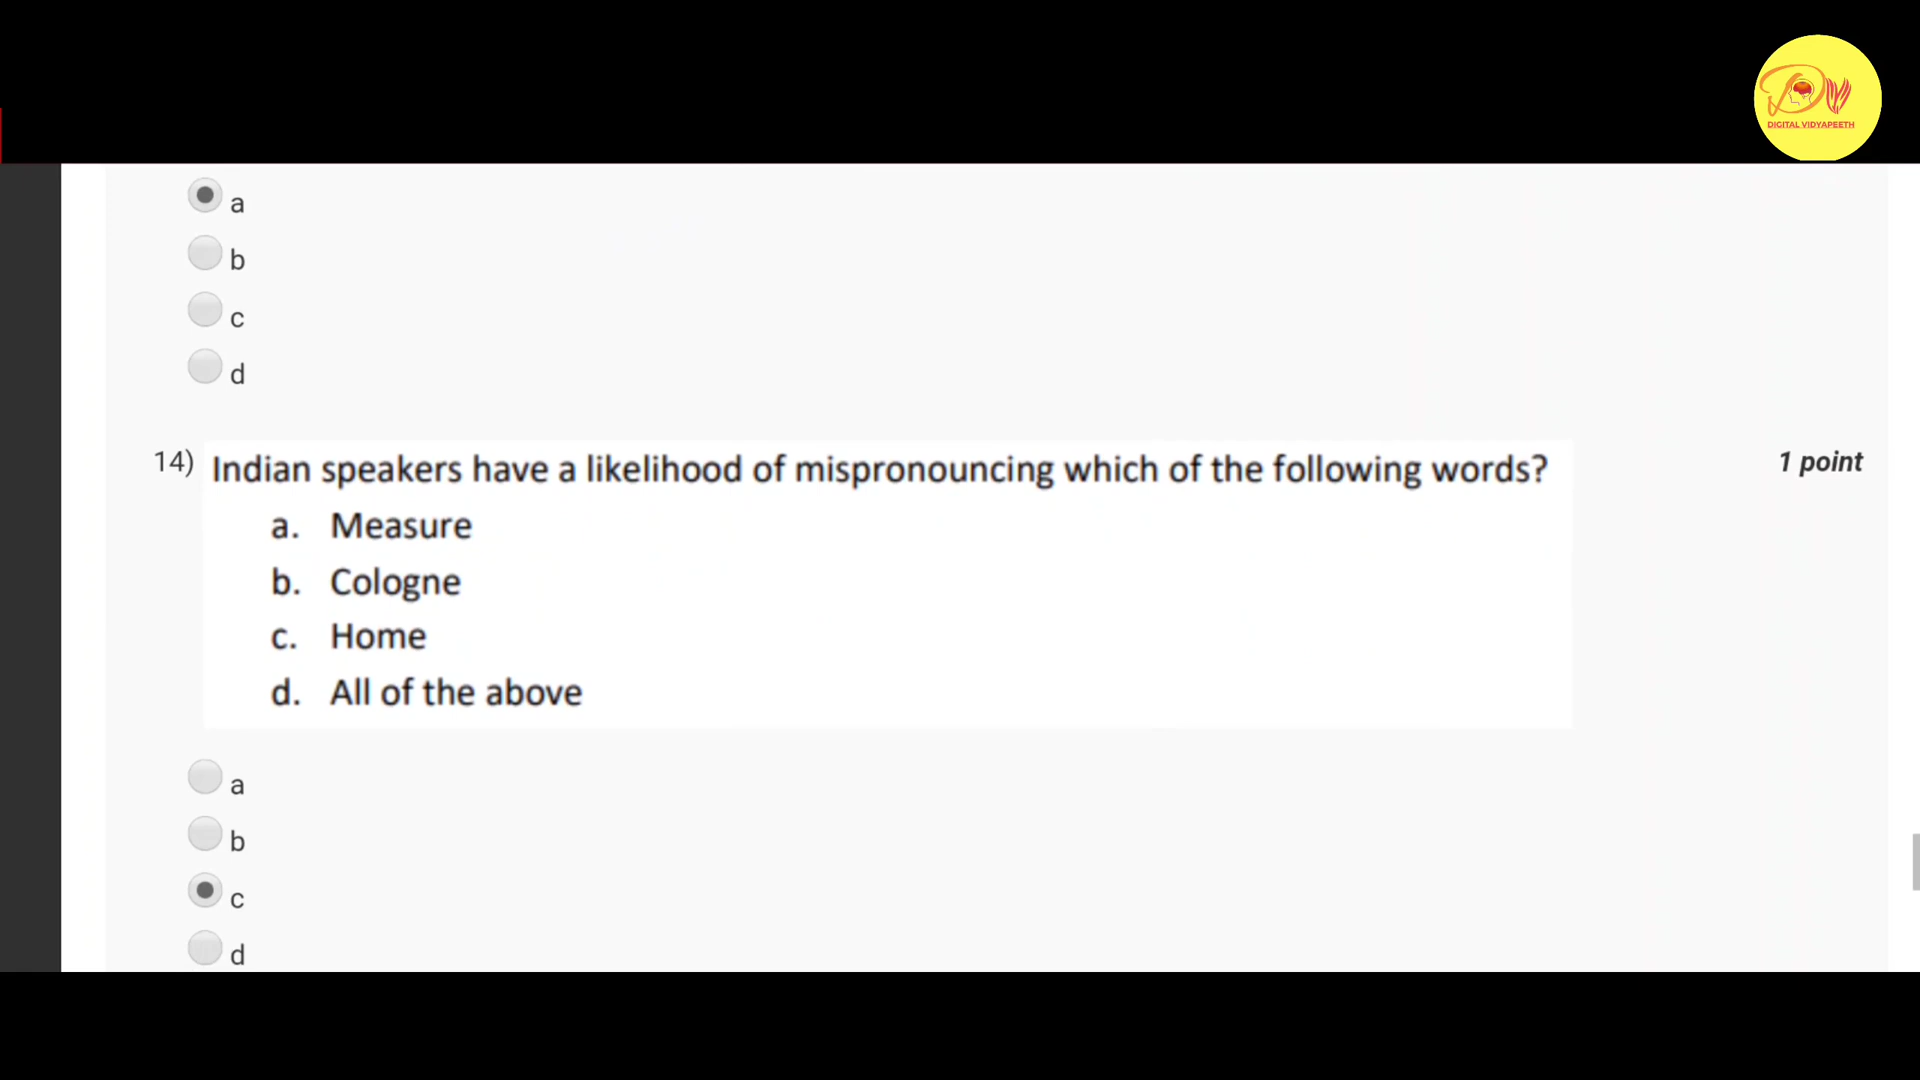 DIGITAL VIDYAPEETH
a
b
c
d
14) Indian speakers have a likelihood of mispronouncing which of the following words? 1 point
a. Measure
b. Cologne
c. Home
d. All of the above
a
b
c
d